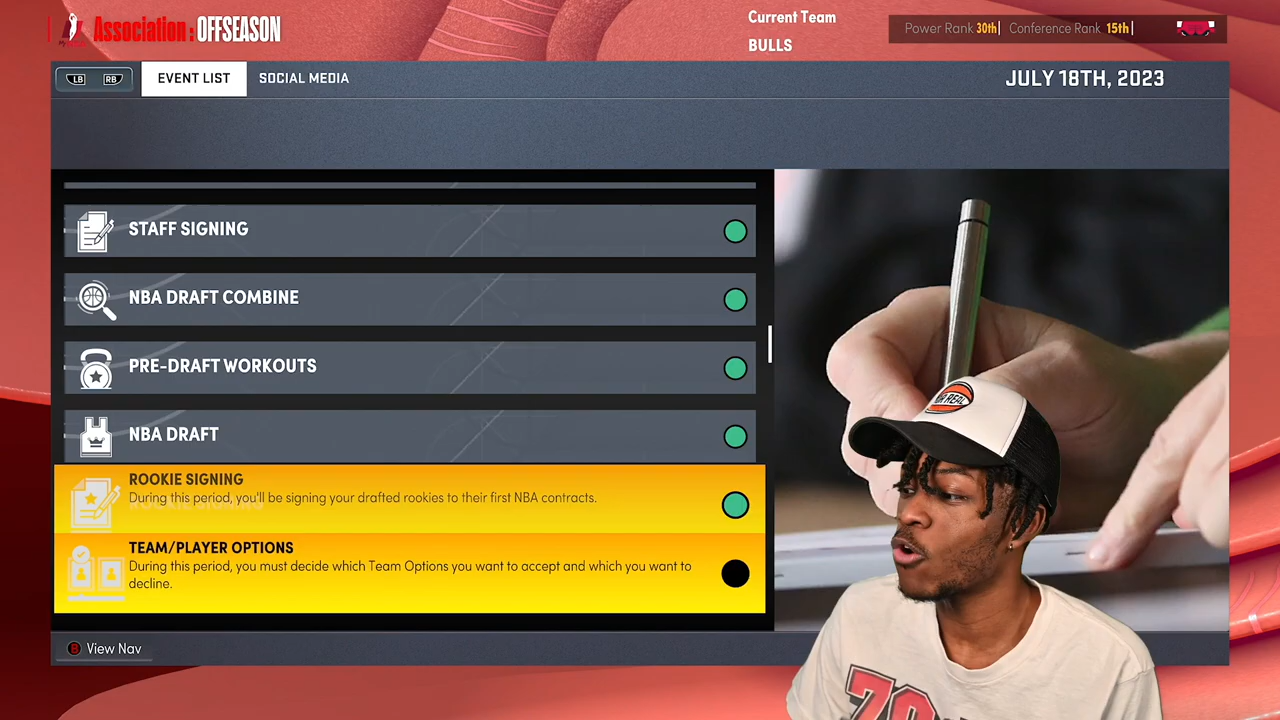 Association: OFFSEASON
Current Team
BULLS
Power Rank 30th| Conference Rank 15th|
LB RB EVENT LIST SOCIAL MEDIA JULY 18TH, 2023
STAFF SIGNING
NBA DRAFT COMBINE
PRE-DRAFT WORKOUTS
NBA DRAFT
ROOKIE SIGNING
During this period, you'll be signing your drafted rookies to their first NBA contracts.
TEAM/PLAYER OPTIONS
During this period, you must decide which Team Options you want to accept and which you want to
decline.
B View Nav